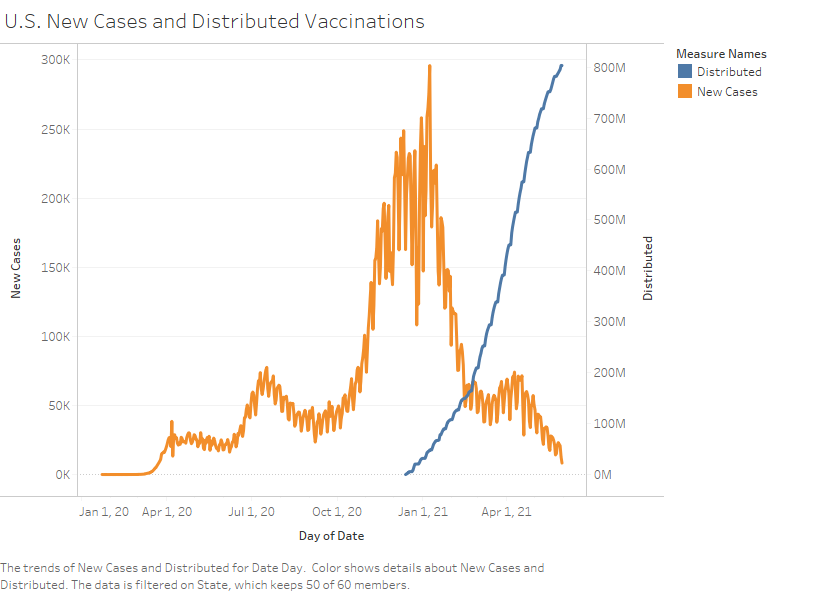 U.S. New Cases and Distributed Vaccinations
Measure Names
Distributed
New Cases
300K
250K
200K
150K
100K
50K
0K
New Cases
800M
700M
600M
500M
400M
300M
200M
100M
0M
Distributed
Jan 1, 20 Apr 1, 20 Jul 1, 20 Oct 1, 20 Jan 1, 21 Apr 1, 21
Day of Date
The trends of New Cases and Distributed for Date Day. Color shows details about New Cases and
Distributed. The data is filtered on State, which keeps 50 of 60 members.